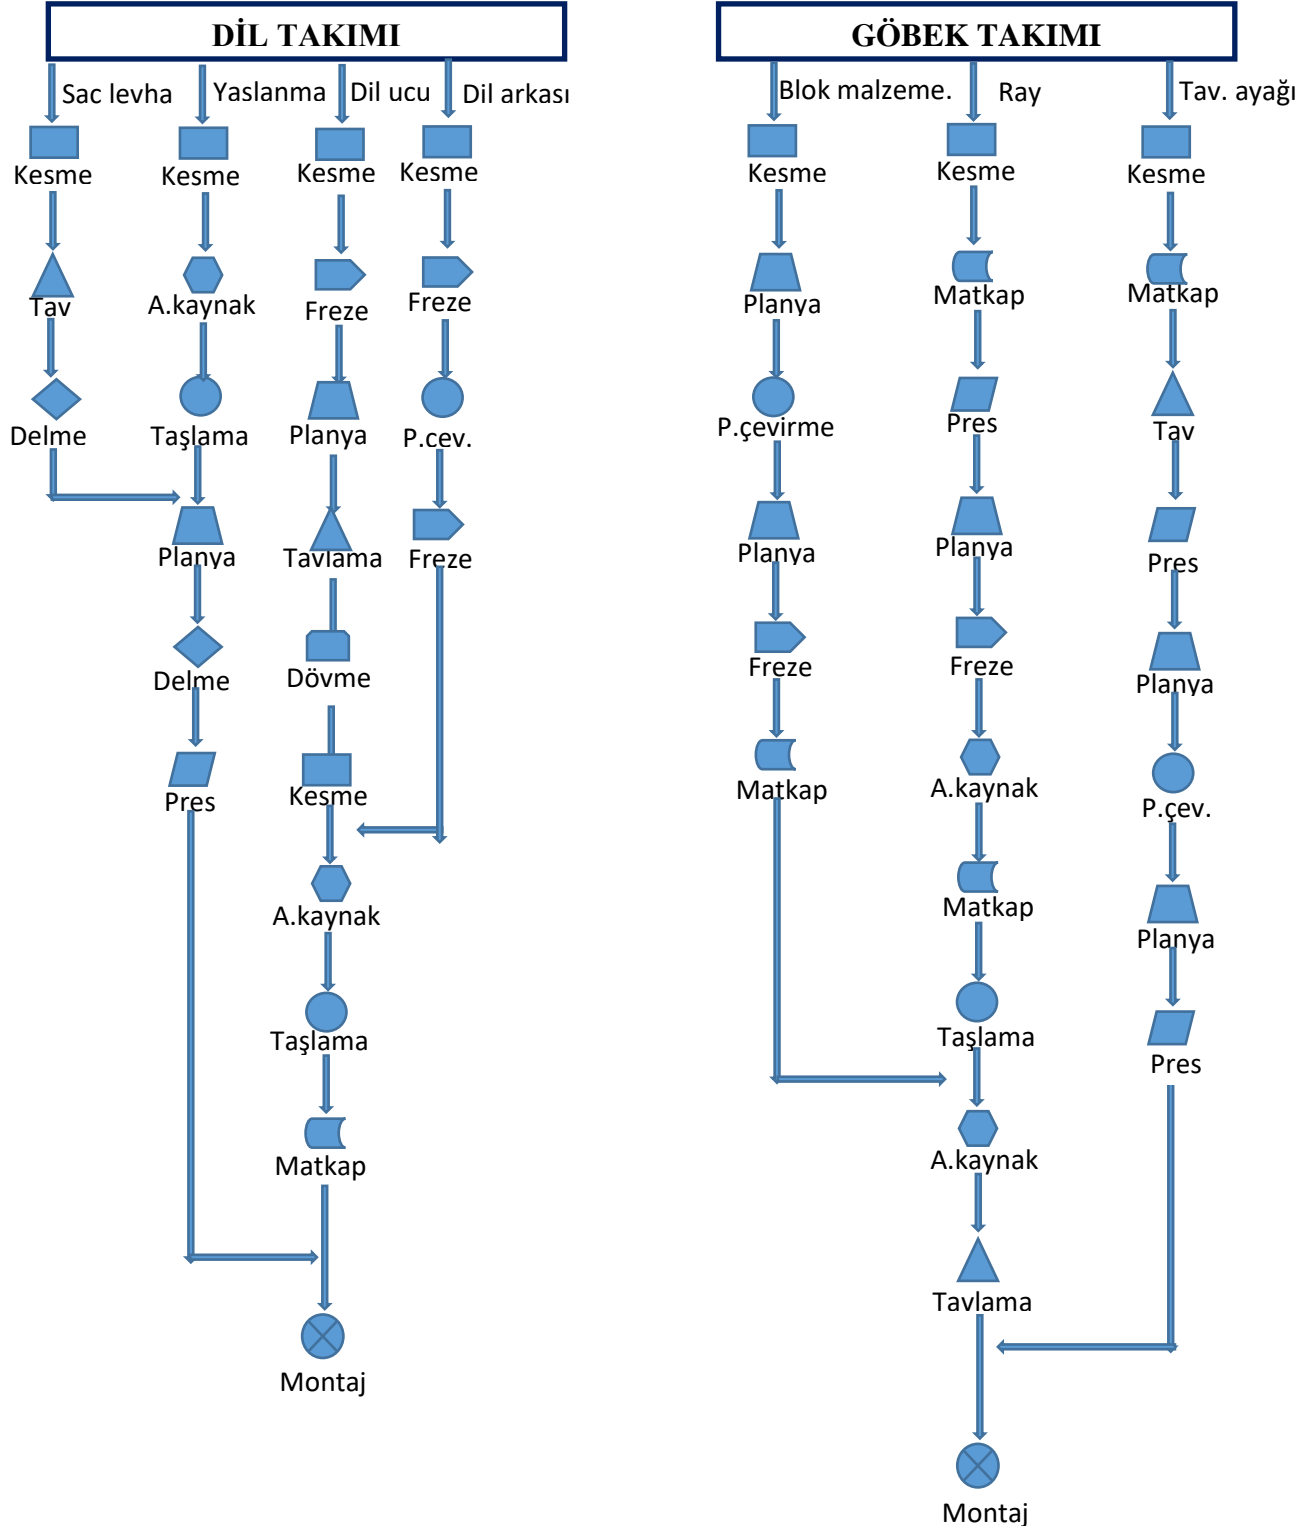 DİL TAKIMI
Sac levha
Yaslanma
Dil ucu
Dil arkası
Kesme
Kesme
Kesme
Kesme
Tav
A.kaynak
Freze
Freze
Delme
Taşlama
Planya
P.cev.
Planya
Tavlama
Freze
Delme
Dövme
Pres
Kesme
A.kaynak
Taşlama
Matkap
Montaj
GÖBEK TAKIMI
Blok malzeme.
Ray
Tav. ayağı
Kesme
Kesme
Kesme
Planya
Matkap
Matkap
P.çevirme
Pres
Tav
Planya
Planya
Pres
Freze
Freze
Planya
Matkap
A.kaynak
P.çev.
Matkap
Planya
Taşlama
Pres
A.kaynak
Tavlama
Montaj